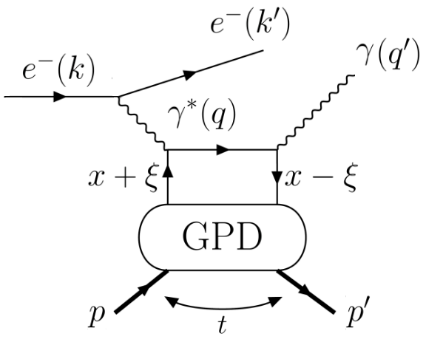 e⁻(k′)
e⁻(k)
γ(q′)
γ*(q)
x + ξ
x − ξ
GPD
p
p′
t